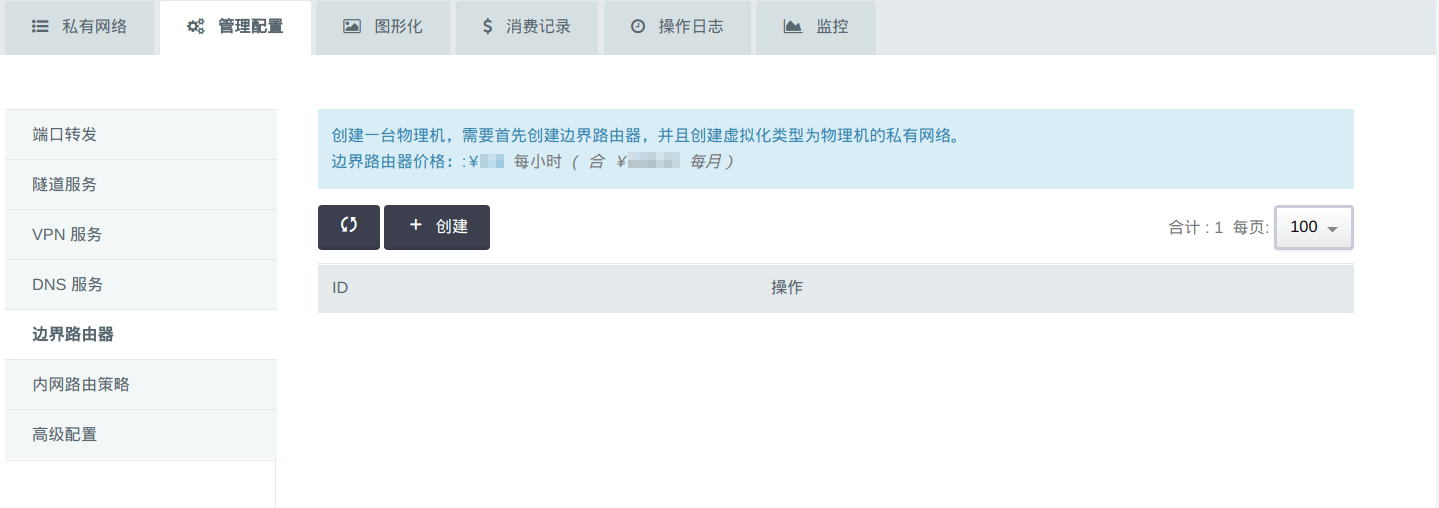 私有网络 管理配置 图形化 消费记录 操作日志 监控
端口转发
隧道服务
VPN 服务
DNS 服务
边界路由器
内网路由策略
高级配置
创建一台物理机，需要首先创建边界路由器，并且创建虚拟化类型为物理机的私有网络。
边界路由器价格：:¥ 每小时 ( 合 ¥ 每月 )
创建 合计 : 1 每页: 100
ID 操作